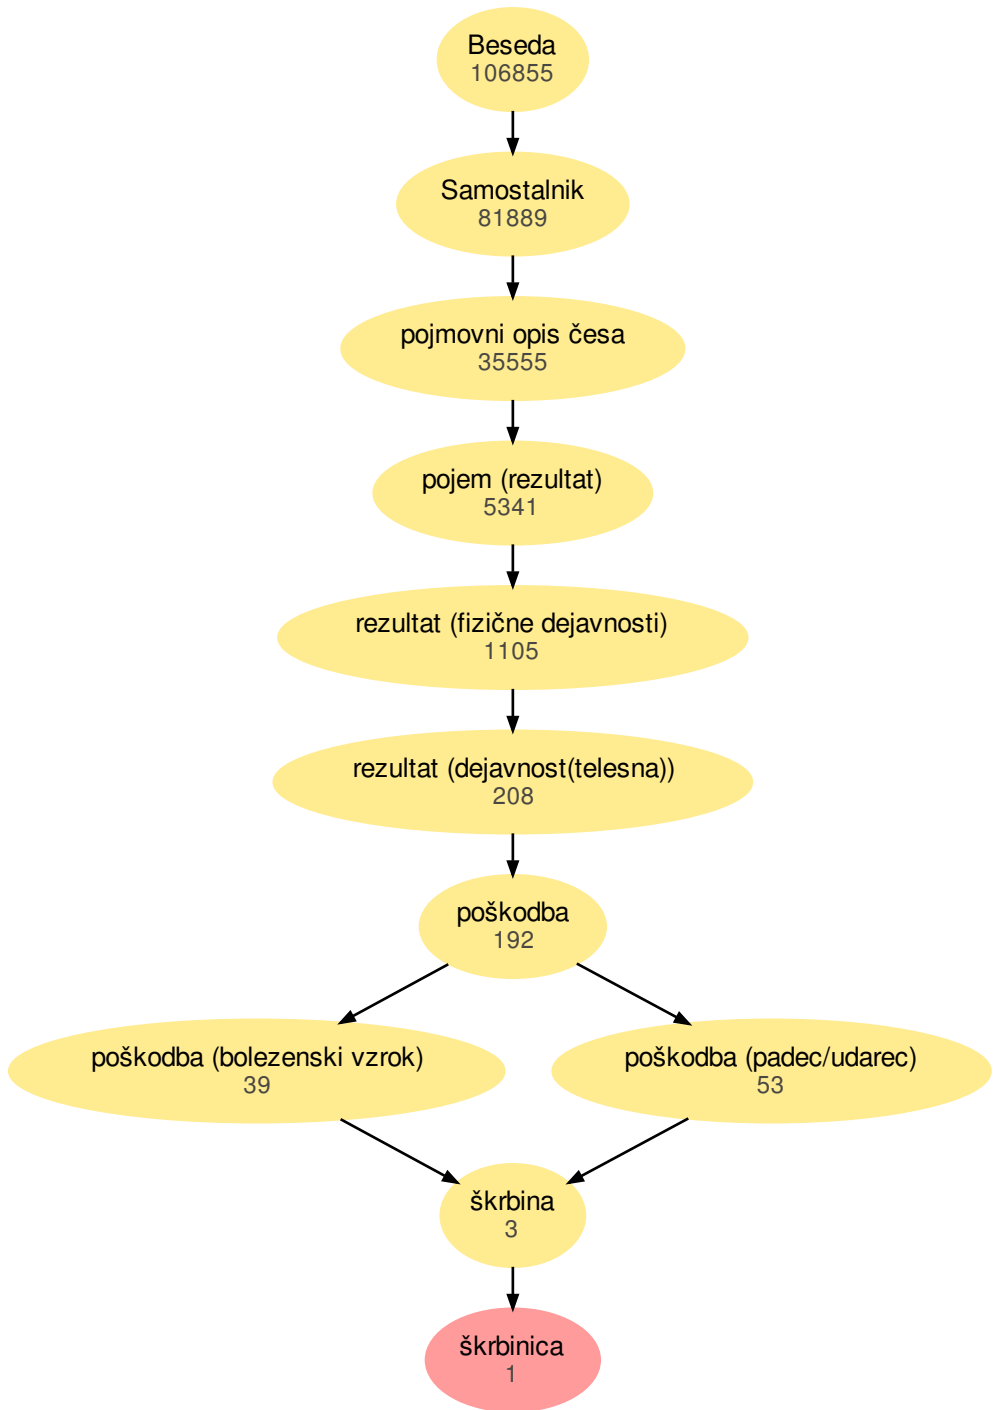 Beseda
106855
Samostalnik
81889
pojmovni opis česa
35555
pojem (rezultat)
5341
rezultat (fizične dejavnosti)
1105
rezultat (dejavnost(telesna))
208
poškodba
192
poškodba (bolezenski vzrok)
39
poškodba (padec/udarec)
53
škrbina
3
škrbinica
1